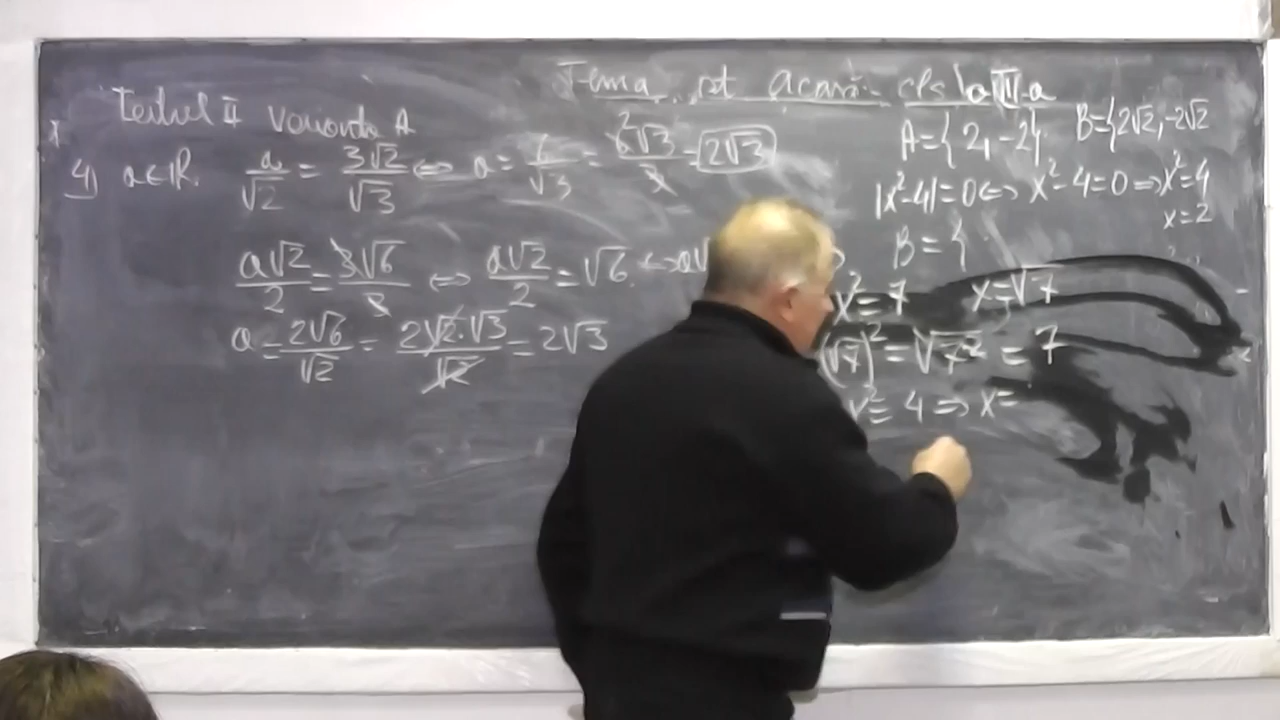 Tema pt acasă cls a VII-a
Testul II Varianta A
4) a∈ℝ. a/√2 = 3√2/√3 ⇔ a = 6/√3 = 6√3/3 = 2√3
a√2/2 = 3√6/3 ⇔ a√2/2 = √6. ⇔ a√
a = 2√6/√2 = 2√2·√3/√2 = 2√3
A = {2, -2} B = {2√2, -2√2
|x²-4| = 0 ⇔ x²-4 = 0 ⇒ x² = 4
x = 2
B = {
x² = 7 x = √7
(√7)² = √7² = 7
x² = 4 ⇒ x =